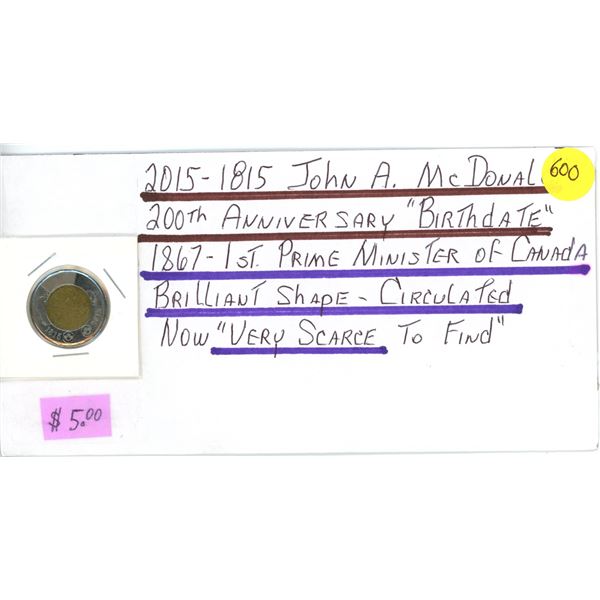 2015-1815 JOHN A. MCDONAL
600
200TH ANNIVERSARY "BIRTHDATE"
1867-1ST. PRIME MINISTER OF CANADA
BRILLIANT SHAPE - CIRCULATED
NOW "VERY SCARCE TO FIND"
$5.00